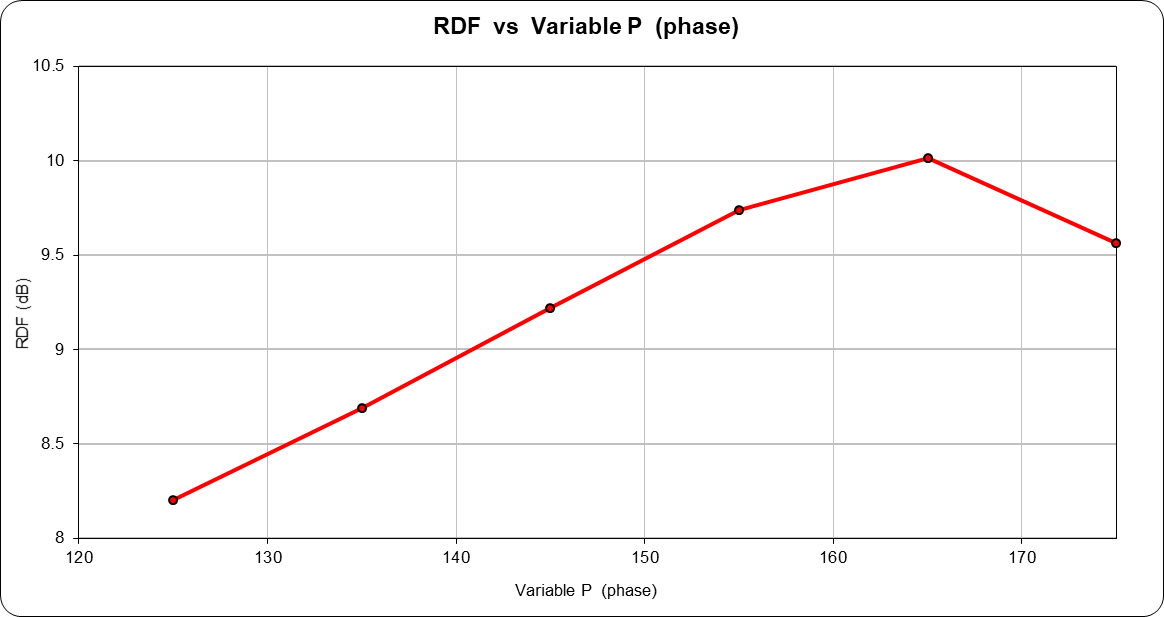 RDF vs Variable P (phase)
10.5
10
9.5
9
8.5
8
RDF (dB)
120 130 140 150 160 170
Variable P (phase)